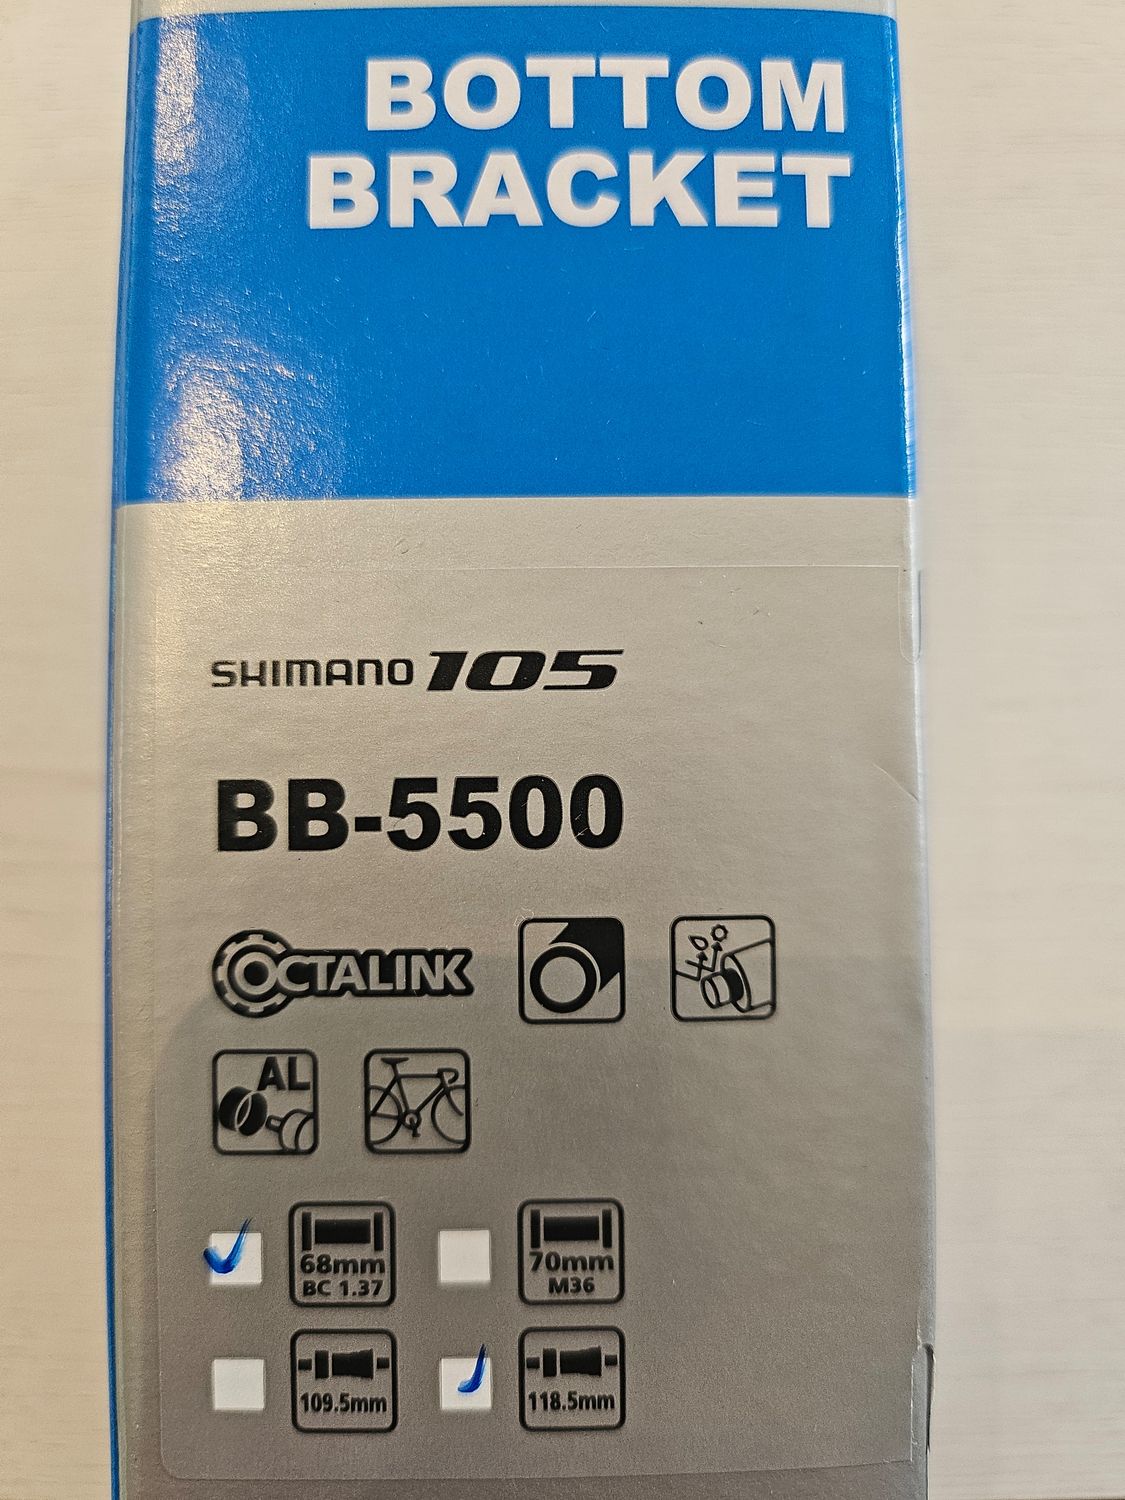 BOTTOM
BRACKET
SHIMANO 105
BB-5500
OCTALINK
AL
68mm
BC 1.37
70mm
M36
109.5mm
118.5mm